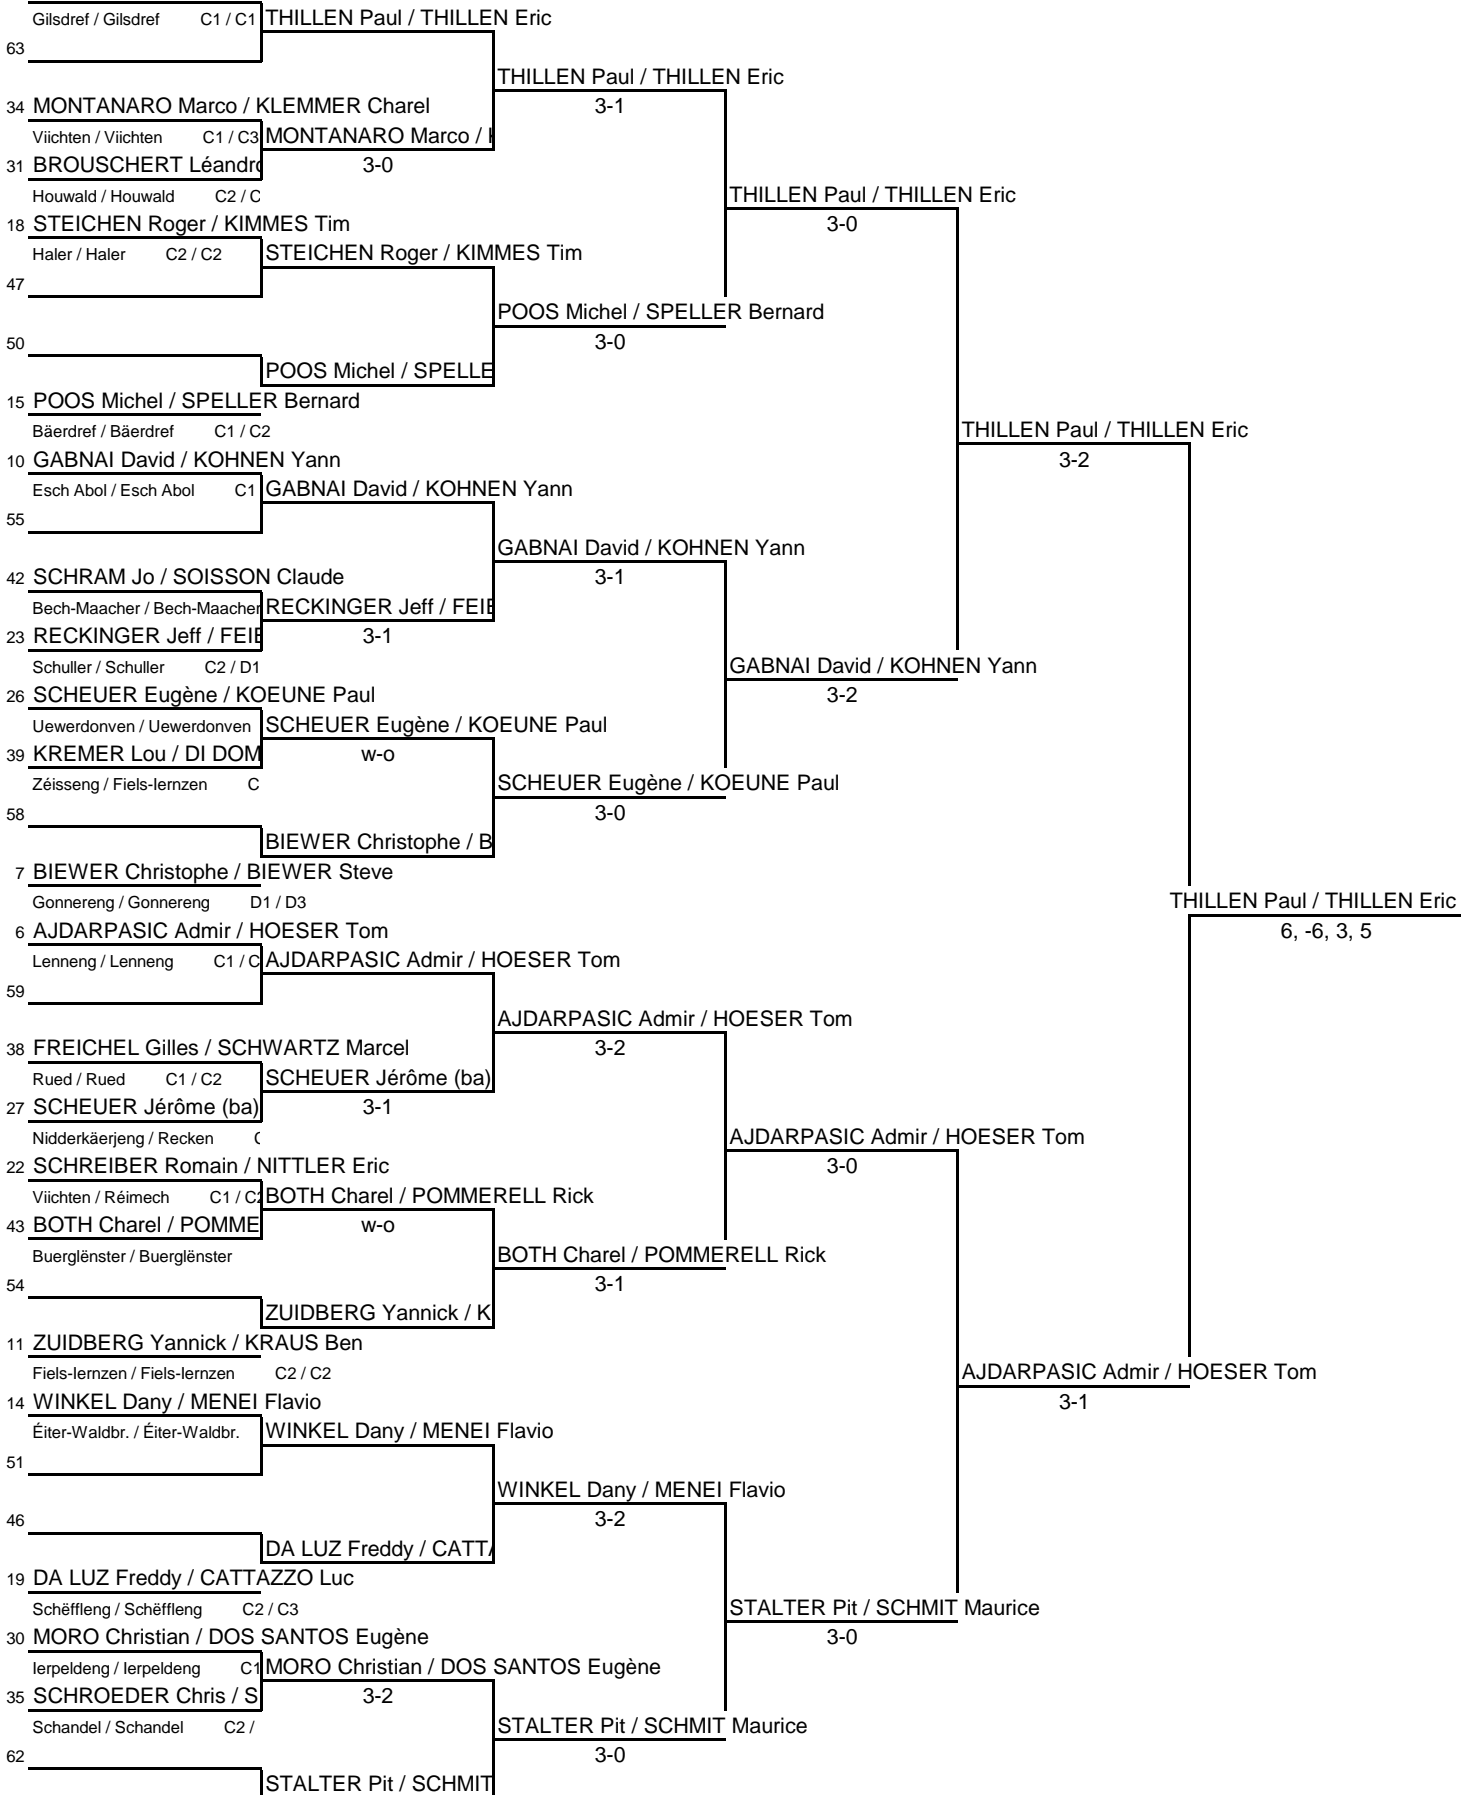 Gilsdref / Gilsdref C1 / C1 THILLEN Paul / THILLEN Eric
63
THILLEN Paul / THILLEN Eric
34 MONTANARO Marco / KLEMMER Charel 3-1
Viichten / Viichten C1 / C3 MONTANARO Marco /
31 BROUSCHERT Léandro 3-0
Houwald / Houwald C2 / C THILLEN Paul / THILLEN Eric
18 STEICHEN Roger / KIMMES Tim 3-0
Haler / Haler C2 / C2 STEICHEN Roger / KIMMES Tim
47
POOS Michel / SPELLER Bernard
50 3-0
POOS Michel / SPELLE
15 POOS Michel / SPELLER Bernard
Bäerdref / Bäerdref C1 / C2 THILLEN Paul / THILLEN Eric
10 GABNAI David / KOHNEN Yann 3-2
Esch Abol / Esch Abol C1 GABNAI David / KOHNEN Yann
55
GABNAI David / KOHNEN Yann
42 SCHRAM Jo / SOISSON Claude 3-1
Bech-Maacher / Bech-Maacher RECKINGER Jeff / FEIE
23 RECKINGER Jeff / FEIE 3-1
Schuller / Schuller C2 / D1 GABNAI David / KOHNEN Yann
26 SCHEUER Eugène / KOEUNE Paul 3-2
Uewerdonven / Uewerdonven SCHEUER Eugène / KOEUNE Paul
39 KREMER Lou / DI DOM w-o
Zéisseng / Fiels-Iernzen C SCHEUER Eugène / KOEUNE Paul
58 3-0
BIEWER Christophe / B
7 BIEWER Christophe / BIEWER Steve
Gonnereng / Gonnereng D1 / D3 THILLEN Paul / THILLEN Eric
6 AJDARPASIC Admir / HOESER Tom 6, -6, 3, 5
Lenneng / Lenneng C1 / C AJDARPASIC Admir / HOESER Tom
59
AJDARPASIC Admir / HOESER Tom
38 FREICHEL Gilles / SCHWARTZ Marcel 3-2
Rued / Rued C1 / C2 SCHEUER Jérôme (ba)
27 SCHEUER Jérôme (ba) 3-1
Nidderkäerjeng / Recken C AJDARPASIC Admir / HOESER Tom
22 SCHREIBER Romain / NITTLER Eric 3-0
Viichten / Réimech C1 / C2 BOTH Charel / POMMERELL Rick
43 BOTH Charel / POMME w-o
Buerglënster / Buerglënster BOTH Charel / POMMERELL Rick
54 3-1
ZUIDBERG Yannick / K
11 ZUIDBERG Yannick / KRAUS Ben
Fiels-Iernzen / Fiels-Iernzen C2 / C2 AJDARPASIC Admir / HOESER Tom
14 WINKEL Dany / MENEI Flavio 3-1
Éiter-Waldbr. / Éiter-Waldbr. WINKEL Dany / MENEI Flavio
51
WINKEL Dany / MENEI Flavio
46 3-2
DA LUZ Freddy / CATTA
19 DA LUZ Freddy / CATTAZZO Luc
Schëffleng / Schëffleng C2 / C3 STALTER Pit / SCHMIT Maurice
30 MORO Christian / DOS SANTOS Eugène 3-0
Ierpeldeng / Ierpeldeng C1 MORO Christian / DOS SANTOS Eugène
35 SCHROEDER Chris / S 3-2
Schandel / Schandel C2 / STALTER Pit / SCHMIT Maurice
62 3-0
STALTER Pit / SCHMIT